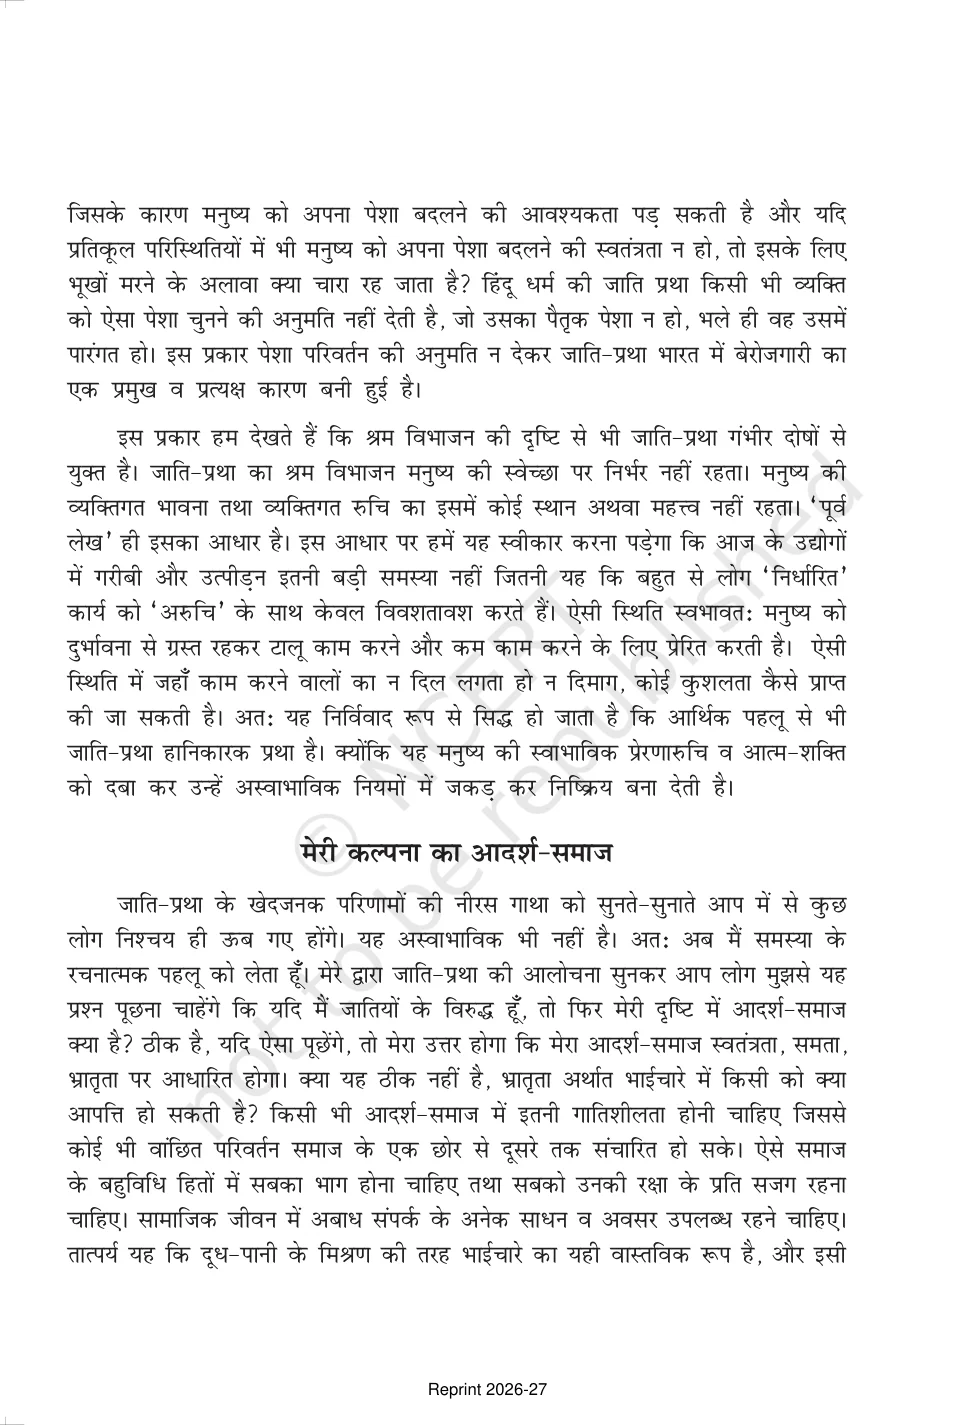 जिसके कारण मनुष्य को अपना पेशा बदलने की आवश्यकता पड़ सकती है और यदि
प्रतिकूल परिस्थितियों में भी मनुष्य को अपना पेशा बदलने की स्वतंत्रता न हो, तो इसके लिए
भूखों मरने के अलावा क्या चारा रह जाता है? हिंदू धर्म की जाति प्रथा किसी भी व्यक्ति
को ऐसा पेशा चुनने की अनुमति नहीं देती है, जो उसका पैतृक पेशा न हो, भले ही वह उसमें
पारंगत हो। इस प्रकार पेशा परिवर्तन की अनुमति न देकर जाति-प्रथा भारत में बेरोजगारी का
एक प्रमुख व प्रत्यक्ष कारण बनी हुई है।
इस प्रकार हम देखते हैं कि श्रम विभाजन की दृष्टि से भी जाति-प्रथा गंभीर दोषों से
युक्त है। जाति-प्रथा का श्रम विभाजन मनुष्य की स्वेच्छा पर निर्भर नहीं रहता। मनुष्य की
व्यक्तिगत भावना तथा व्यक्तिगत रुचि का इसमें कोई स्थान अथवा महत्त्व नहीं रहता। ‘पूर्व
लेख’ ही इसका आधार है। इस आधार पर हमें यह स्वीकार करना पड़ेगा कि आज के उद्योगों
में गरीबी और उत्पीड़न इतनी बड़ी समस्या नहीं जितनी यह कि बहुत से लोग ‘निर्धारित’
कार्य को ‘अरुचि’ के साथ केवल विवशतावश करते हैं। ऐसी स्थिति स्वभावतः मनुष्य को
दुर्भावना से ग्रस्त रहकर टालू काम करने और कम काम करने के लिए प्रेरित करती है। ऐसी
स्थिति में जहाँ काम करने वालों का न दिल लगता हो न दिमाग, कोई कुशलता कैसे प्राप्त
की जा सकती है। अतः यह निर्विवाद रूप से सिद्ध हो जाता है कि आर्थिक पहलू से भी
जाति-प्रथा हानिकारक प्रथा है। क्योंकि यह मनुष्य की स्वाभाविक प्रेरणारुचि व आत्म-शक्ति
को दबा कर उन्हें अस्वाभाविक नियमों में जकड़ कर निष्क्रिय बना देती है।
मेरी कल्पना का आदर्श-समाज
जाति-प्रथा के खेदजनक परिणामों की नीरस गाथा को सुनते-सुनाते आप में से कुछ
लोग निश्चय ही ऊब गए होंगे। यह अस्वाभाविक भी नहीं है। अतः अब मैं समस्या के
रचनात्मक पहलू को लेता हूँ। मेरे द्वारा जाति-प्रथा की आलोचना सुनकर आप लोग मुझसे यह
प्रश्न पूछना चाहेंगे कि यदि मैं जातियों के विरुद्ध हूँ, तो फिर मेरी दृष्टि में आदर्श-समाज
क्या है? ठीक है, यदि ऐसा पूछेंगे, तो मेरा उत्तर होगा कि मेरा आदर्श-समाज स्वतंत्रता, समता,
भ्रातृता पर आधारित होगा। क्या यह ठीक नहीं है, भ्रातृता अर्थात भाईचारे में किसी को क्या
आपत्ति हो सकती है? किसी भी आदर्श-समाज में इतनी गातिशीलता होनी चाहिए जिससे
कोई भी वांछित परिवर्तन समाज के एक छोर से दूसरे तक संचारित हो सके। ऐसे समाज
के बहुविधि हितों में सबका भाग होना चाहिए तथा सबको उनकी रक्षा के प्रति सजग रहना
चाहिए। सामाजिक जीवन में अबाध संपर्क के अनेक साधन व अवसर उपलब्ध रहने चाहिए।
तात्पर्य यह कि दूध-पानी के मिश्रण की तरह भाईचारे का यही वास्तविक रूप है, और इसी
© NCERT
not to be republished
Reprint 2026-27